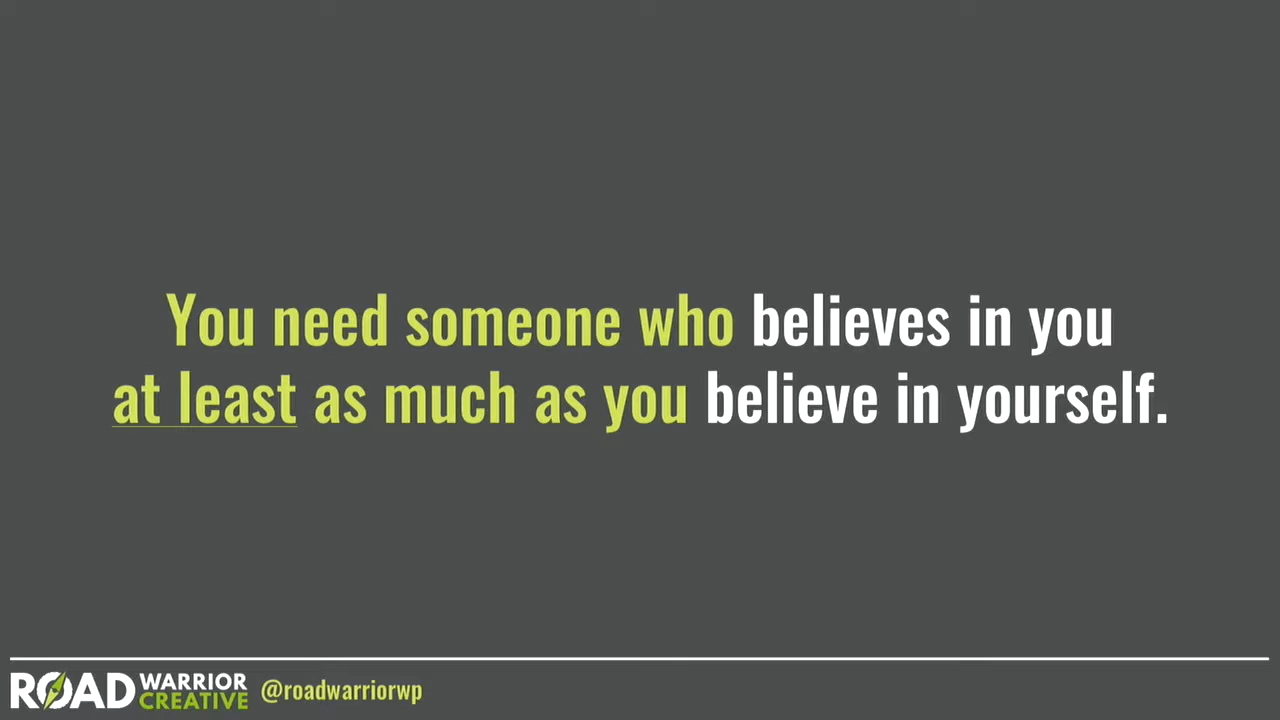 You need someone who believes in you
at least as much as you believe in yourself.
ROAD WARRIOR CREATIVE @roadwarriorwp